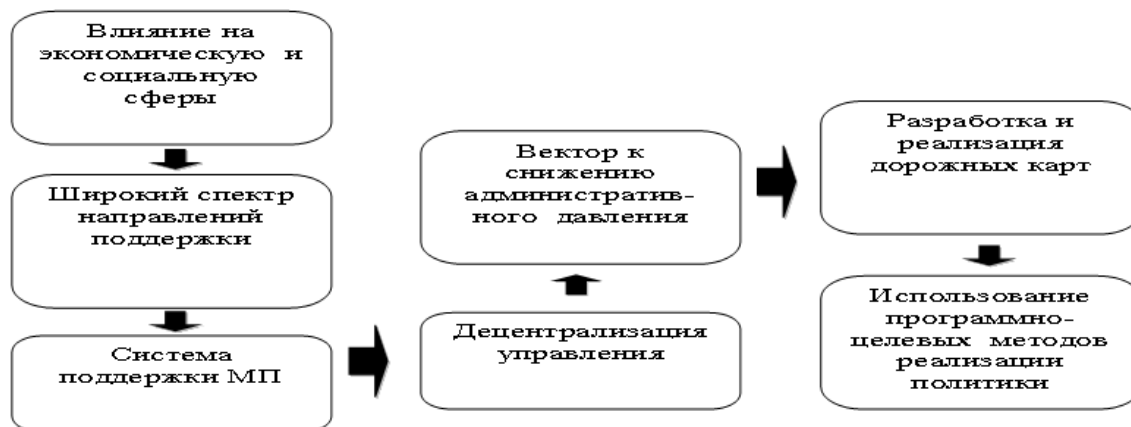 Влияние на
экономическую и
социальную
сферы
Широкий спектр
направлений
поддержки
Система
поддержки МП
Децентрализация
управления
Вектор к
снижению
административ-
ного давления
Разработка и
реализация
дорожных карт
Использование
программно-
целевых методов
реализации
политики